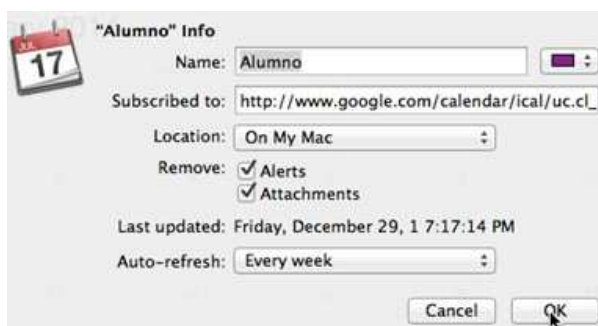 "Alumno" Info
JUL 17
Name: Alumno
Subscribed to: http://www.google.com/calendar/ical/uc.cl_
Location: On My Mac
Remove: Alerts
Attachments
Last updated: Friday, December 29, 1 7:17:14 PM
Auto-refresh: Every week
Cancel OK